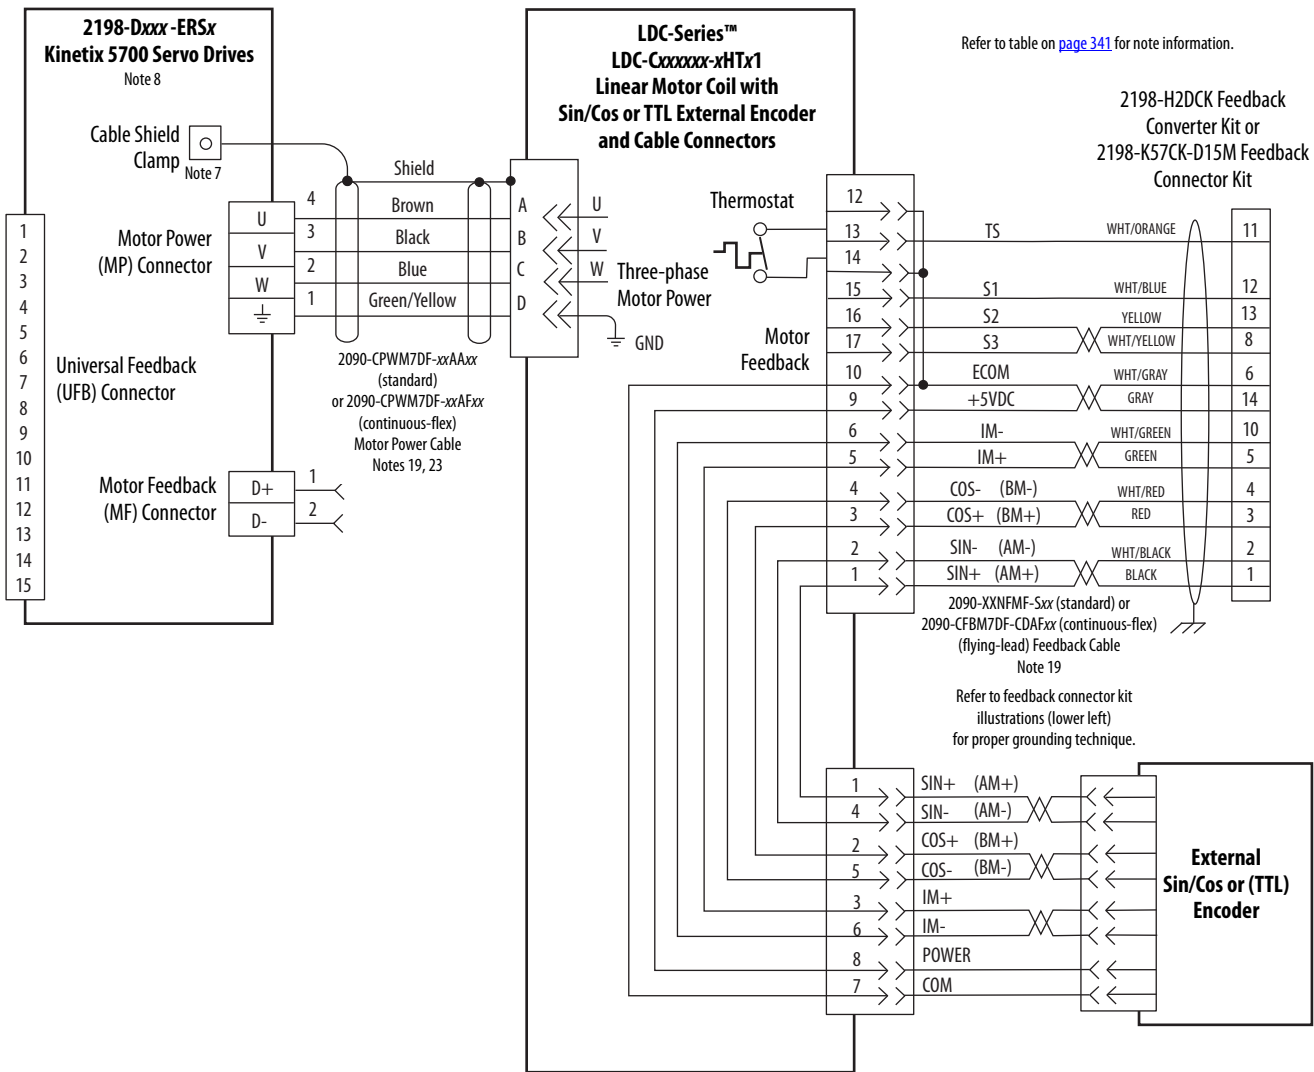 2198-Dxxx-ERSx
Kinetix 5700 Servo Drives
Note 8
Cable Shield
Clamp
Note 7
Motor Power
(MP) Connector
U
V
W
4
3
2
1
Universal Feedback
(UFB) Connector
1
2
3
4
5
6
7
8
9
10
11
12
13
14
15
Motor Feedback
(MF) Connector
D+
D-
1
2
Shield
Brown
Black
Blue
Green/Yellow
2090-CPWM7DF-xxAAxx
(standard)
or 2090-CPWM7DF-xxAFxx
(continuous-flex)
Motor Power Cable
Notes 19, 23
LDC-Series™
LDC-Cxxxxxx-xHTx1
Linear Motor Coil with
Sin/Cos or TTL External Encoder
and Cable Connectors
A
B
C
D
U
V
W
Three-phase
Motor Power
GND
Thermostat
Motor
Feedback
12
13
14
15
16
17
10
9
6
5
4
3
2
1
Refer to table on page 341 for note information.
2198-H2DCK Feedback
Converter Kit or
2198-K57CK-D15M Feedback
Connector Kit
TS WHT/ORANGE 11
S1 WHT/BLUE 12
S2 YELLOW 13
S3 WHT/YELLOW 8
ECOM WHT/GRAY 6
+5VDC GRAY 14
IM- WHT/GREEN 10
IM+ GREEN 5
COS- (BM-) WHT/RED 4
COS+ (BM+) RED 3
SIN- (AM-) WHT/BLACK 2
SIN+ (AM+) BLACK 1
2090-XXNFMF-Sxx (standard) or
2090-CFBM7DF-CDAFxx (continuous-flex)
(flying-lead) Feedback Cable
Note 19
Refer to feedback connector kit
illustrations (lower left)
for proper grounding technique.
1 SIN+ (AM+)
4 SIN- (AM-)
2 COS+ (BM+)
5 COS- (BM-)
3 IM+
6 IM-
8 POWER
7 COM
External
Sin/Cos or (TTL)
Encoder